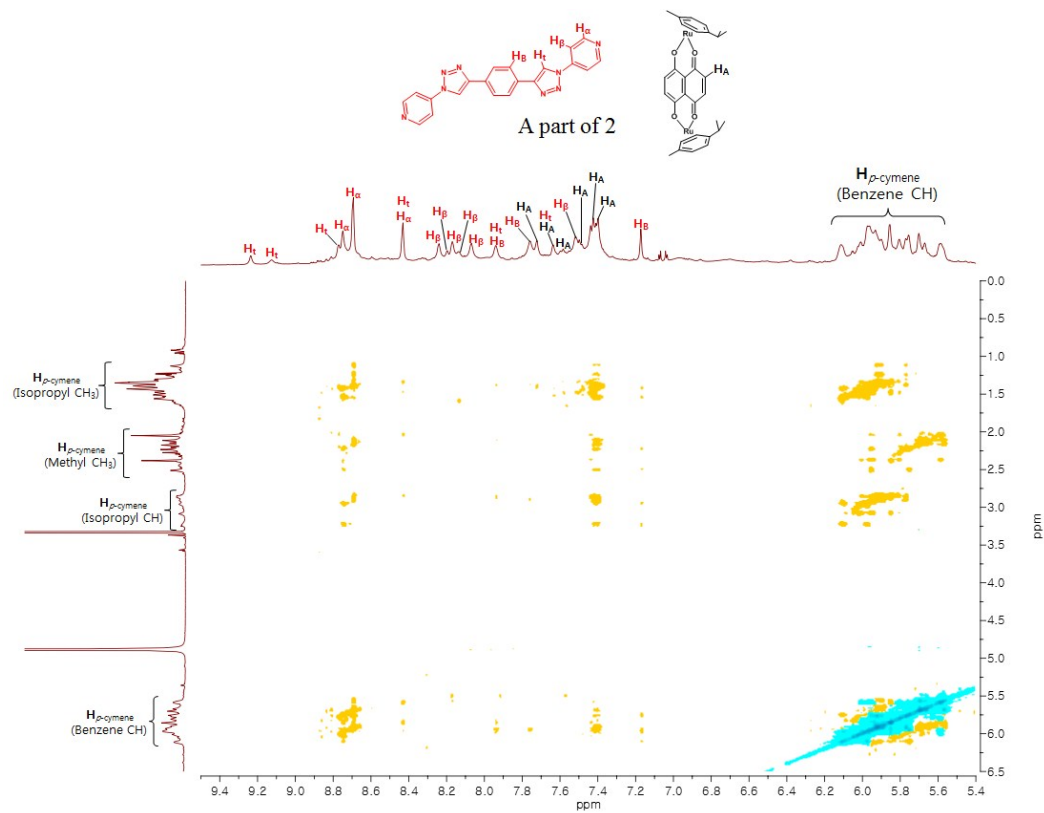 Hα
Hβ
HB
Ht
N
N N
N
N
N
N
N=N
Ru
O O
HA
O O
Ru
A part of 2
Hp-cymene
(Benzene CH)
Ht Ht Ht Hα Hα Ht Hα Hβ Hβ Hβ Hβ Hβ Ht HB HB HA Ht HA HA Hβ HA HA HA HB
Hp-cymene
(Isopropyl CH3)
Hp-cymene
(Methyl CH3)
Hp-cymene
(Isopropyl CH)
Hp-cymene
(Benzene CH)
0.0
0.5
1.0
1.5
2.0
2.5
3.0
3.5
4.0
4.5
5.0
5.5
6.0
6.5
ppm
9.4 9.2 9.0 8.8 8.6 8.4 8.2 8.0 7.8 7.6 7.4 7.2 7.0 6.8 6.6 6.4 6.2 6.0 5.8 5.6 5.4
ppm